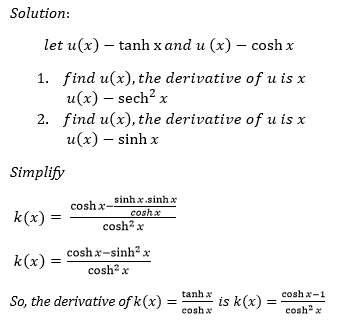 Solution:
let u(x) – tanh x and u (x) – cosh x
1. find u(x), the derivative of u is x
u(x) – sech² x
2. find u(x), the derivative of u is x
u(x) – sinh x
Simplify
k(x) = (cosh x – (sinh x .sinh x)/(cosh x))/(cosh² x)
k(x) = (cosh x–sinh² x)/(cosh² x)
So, the derivative of k(x) = (tanh x)/(cosh x) is k(x) = (cosh x–1)/(cosh² x)